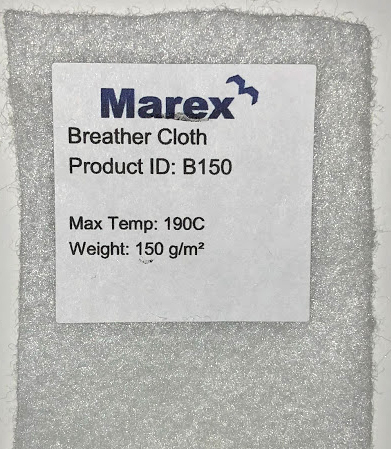 Marex
Breather Cloth
Product ID: B150
Max Temp: 190C
Weight: 150 g/m²